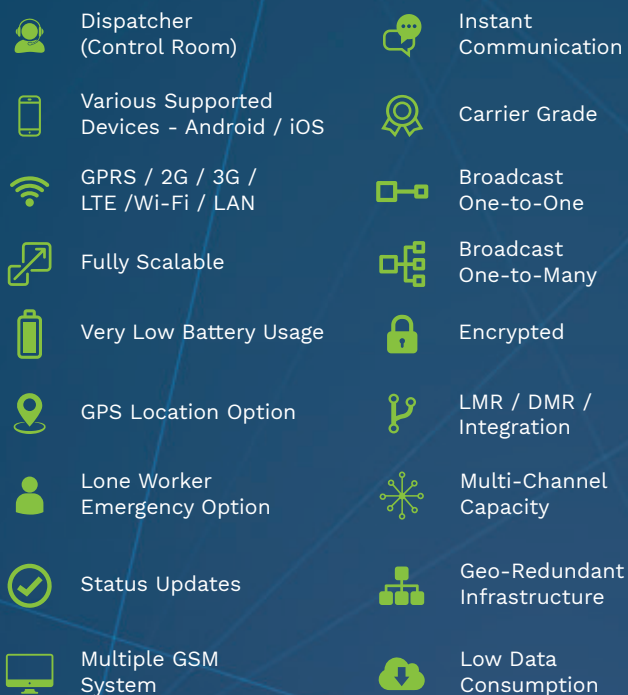 Dispatcher
(Control Room)
Various Supported
Devices - Android / iOS
GPRS / 2G / 3G /
LTE /Wi-Fi / LAN
Fully Scalable
Very Low Battery Usage
GPS Location Option
Lone Worker
Emergency Option
Status Updates
Multiple GSM
System
Instant
Communication
Carrier Grade
Broadcast
One-to-One
Broadcast
One-to-Many
Encrypted
LMR / DMR /
Integration
Multi-Channel
Capacity
Geo-Redundant
Infrastructure
Low Data
Consumption